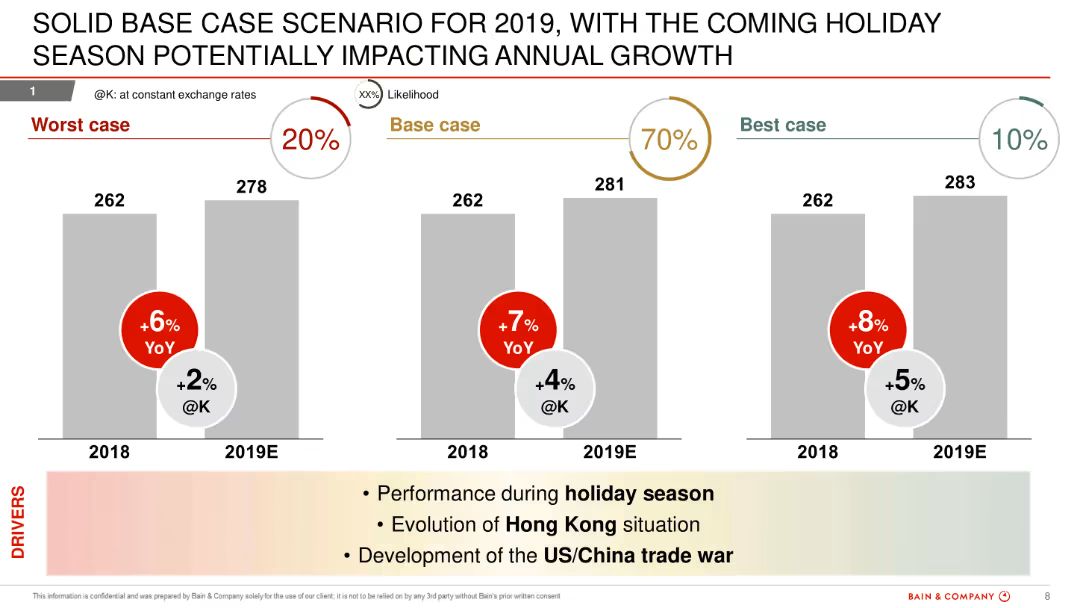 SOLID BASE CASE SCENARIO FOR 2019, WITH THE COMING HOLIDAY
SEASON POTENTIALLY IMPACTING ANNUAL GROWTH
1
@K: at constant exchange rates
XX% Likelihood
Worst case
20%
262
278
+6%
YoY
+2%
@K
2018
2019E
Base case
70%
262
281
+7%
YoY
+4%
@K
2018
2019E
Best case
10%
262
283
+8%
YoY
+5%
@K
2018
2019E
DRIVERS
• Performance during holiday season
• Evolution of Hong Kong situation
• Development of the US/China trade war
This information is confidential and was prepared by Bain & Company solely for the use of our client; it is not to be relied on by any 3rd party without Bain's prior written consent
BAIN & COMPANY
8